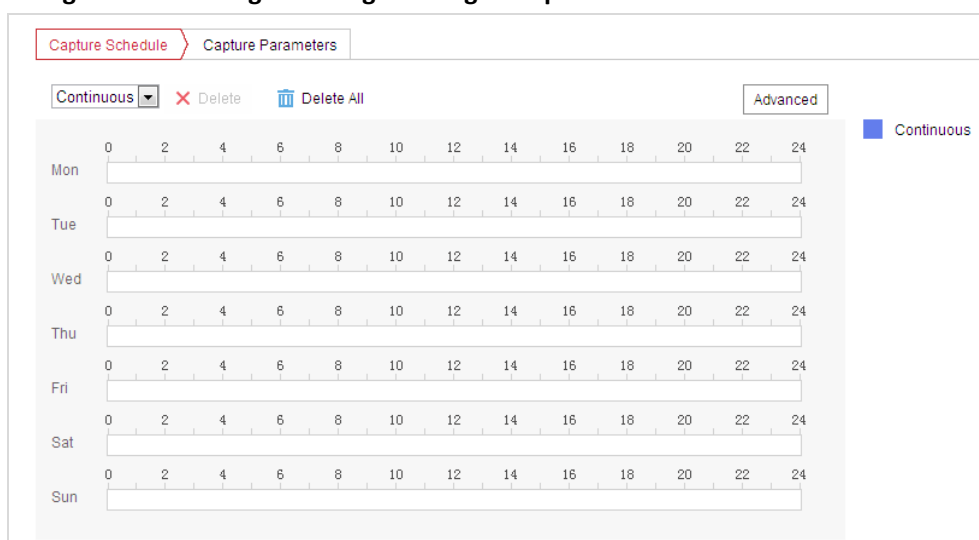 Capture Schedule Capture Parameters
Continuous Delete Delete All Advanced
Continuous
0 2 4 6 8 10 12 14 16 18 20 22 24
Mon
0 2 4 6 8 10 12 14 16 18 20 22 24
Tue
0 2 4 6 8 10 12 14 16 18 20 22 24
Wed
0 2 4 6 8 10 12 14 16 18 20 22 24
Thu
0 2 4 6 8 10 12 14 16 18 20 22 24
Fri
0 2 4 6 8 10 12 14 16 18 20 22 24
Sat
0 2 4 6 8 10 12 14 16 18 20 22 24
Sun